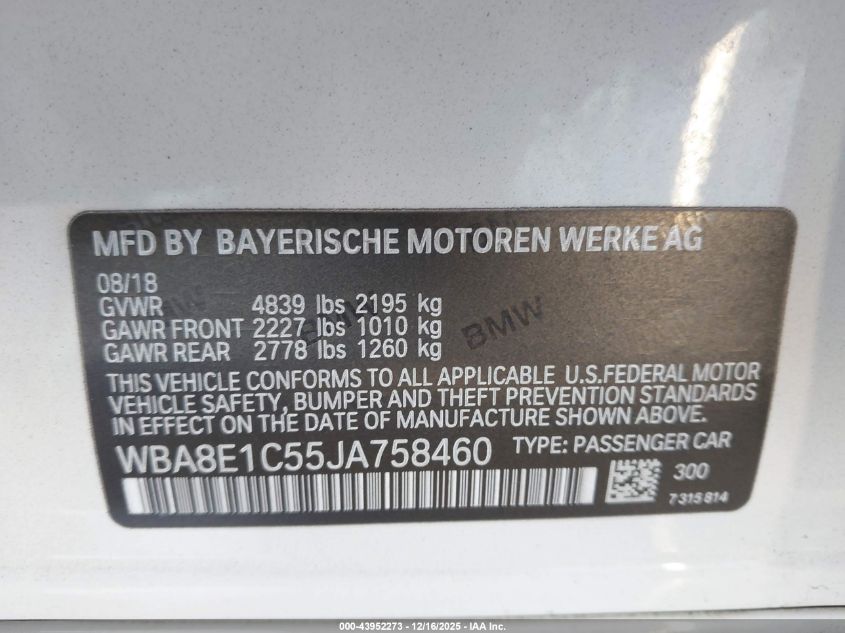 MFD BY BAYERISCHE MOTOREN WERKE AG
08/18
GVWR 4839 lbs 2195 kg
GAWR FRONT 2227 lbs 1010 kg
GAWR REAR 2778 lbs 1260 kg
BMW BMW
THIS VEHICLE CONFORMS TO ALL APPLICABLE U.S.FEDERAL MOTOR
VEHICLE SAFETY, BUMPER AND THEFT PREVENTION STANDARDS
IN EFFECT ON THE DATE OF MANUFACTURE SHOWN ABOVE.
WBA8E1C55JA758460 TYPE: PASSENGER CAR
300
7315814
000-43952273 - 12/16/2025 - IAA Inc.